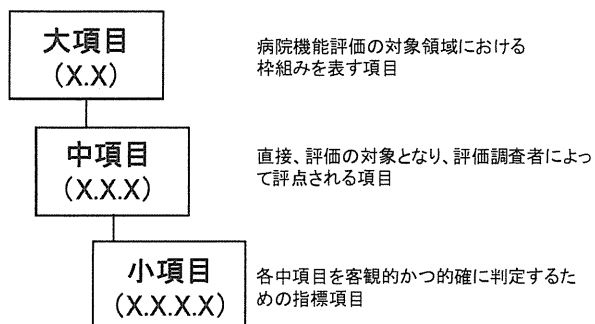 大項目
(X.X)
病院機能評価の対象領域における
枠組みを表す項目
中項目
(X.X.X)
直接、評価の対象となり、評価調査者によっ
て評点される項目
小項目
(X.X.X.X)
各中項目を客観的かつ的確に判定するた
めの指標項目